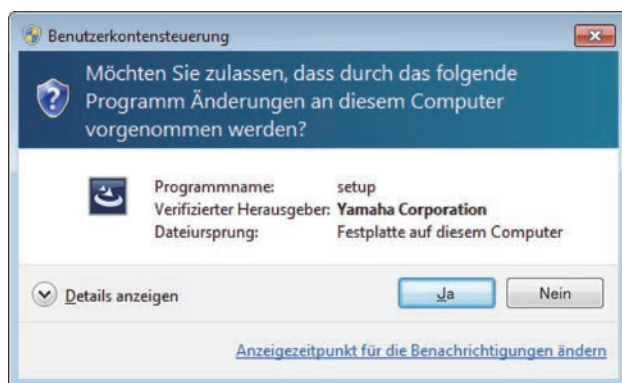 Benutzerkontensteuerung
Möchten Sie zulassen, dass durch das folgende
Programm Änderungen an diesem Computer
vorgenommen werden?
Programmname: setup
Verifizierter Herausgeber: Yamaha Corporation
Dateiursprung: Festplatte auf diesem Computer
Details anzeigen Ja Nein
Anzeigezeitpunkt für die Benachrichtigungen ändern